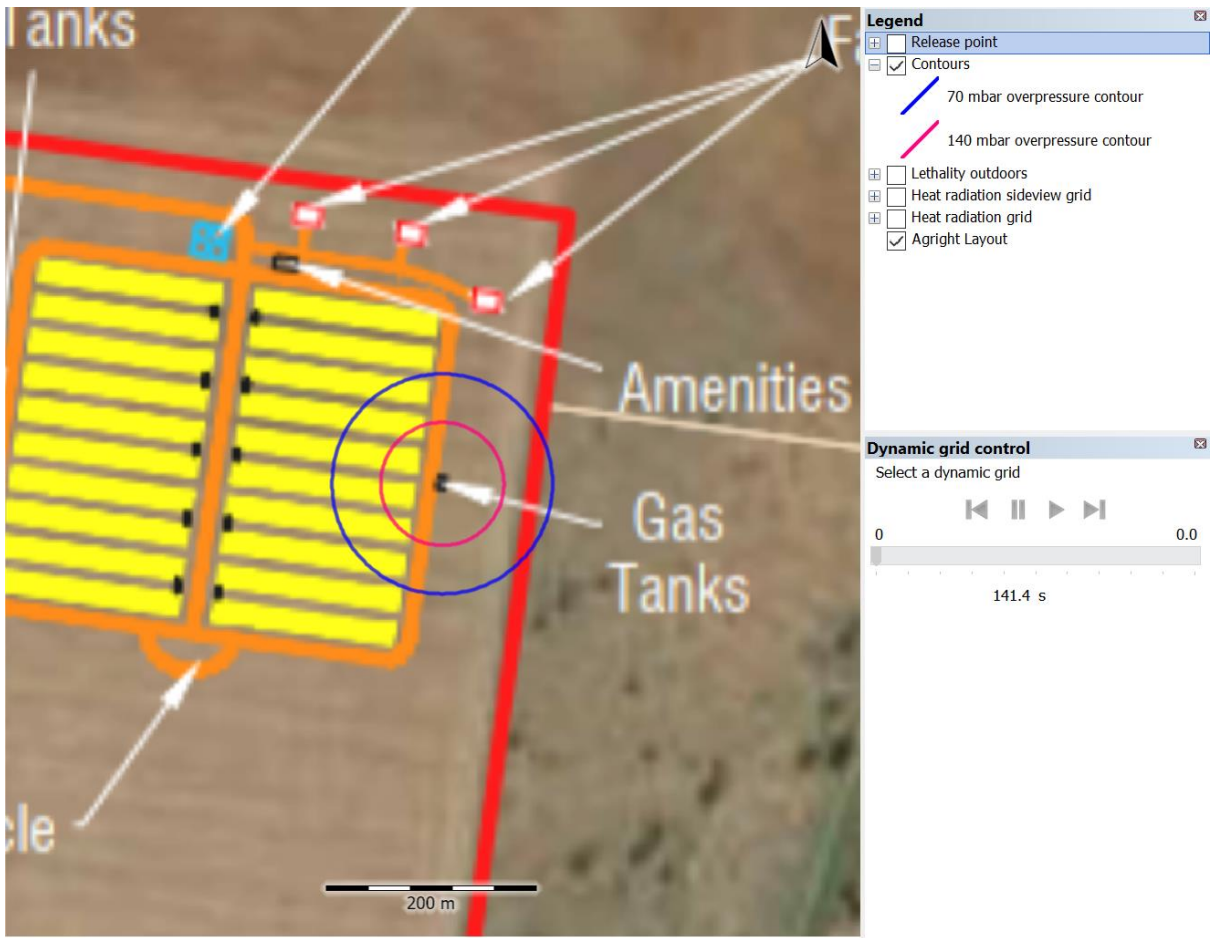 Tanks
Fa
Amenities
Gas
Tanks
cle
200 m
Legend
Release point
Contours
70 mbar overpressure contour
140 mbar overpressure contour
Lethality outdoors
Heat radiation sideview grid
Heat radiation grid
Agright Layout
Dynamic grid control
Select a dynamic grid
0 0.0
141.4 s